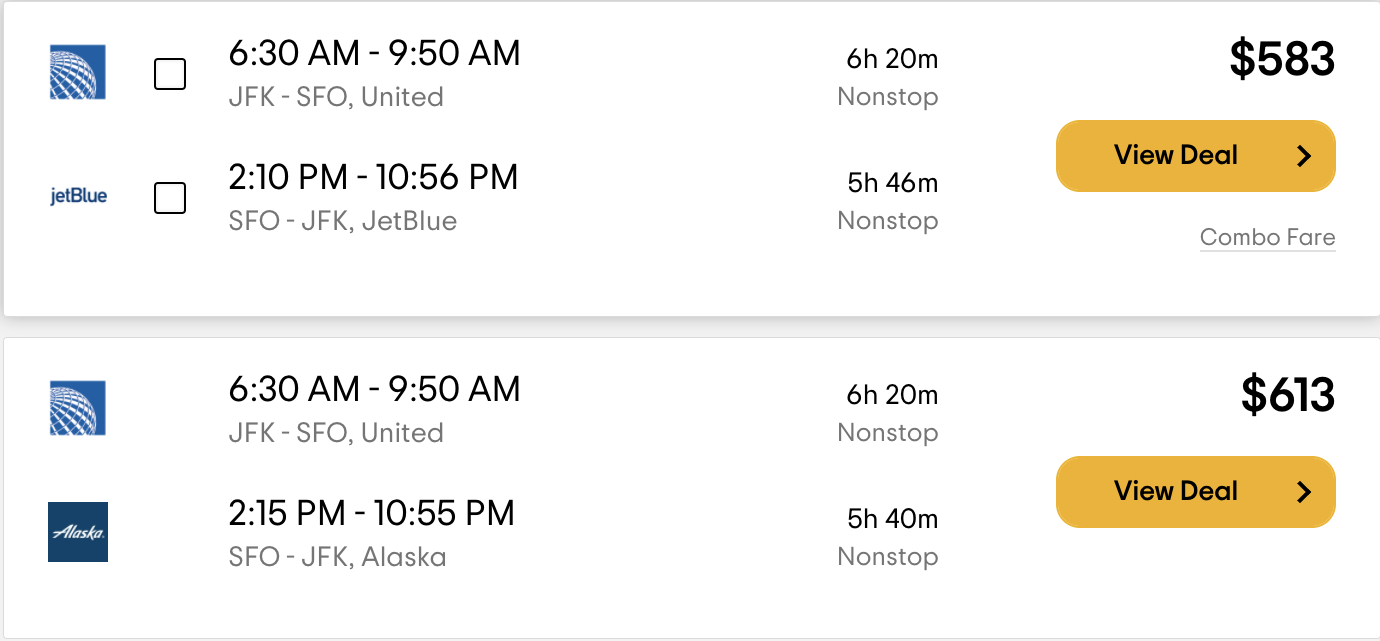 6:30 AM - 9:50 AM
6h 20m
$583
JFK - SFO, United
Nonstop
View Deal
jetBlue
2:10 PM - 10:56 PM
5h 46m
SFO - JFK, JetBlue
Nonstop
Combo Fare
6:30 AM - 9:50 AM
6h 20m
$613
JFK - SFO, United
Nonstop
View Deal
Alaska
2:15 PM - 10:55 PM
5h 40m
SFO - JFK, Alaska
Nonstop